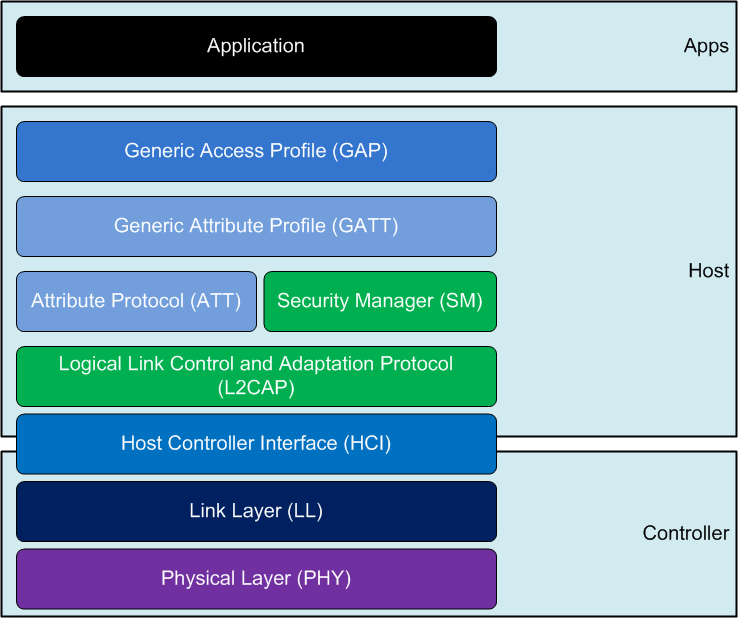 Application
Apps
Generic Access Profile (GAP)
Generic Attribute Profile (GATT)
Host
Attribute Protocol (ATT)
Security Manager (SM)
Logical Link Control and Adaptation Protocol
(L2CAP)
Host Controller Interface (HCI)
Link Layer (LL)
Controller
Physical Layer (PHY)